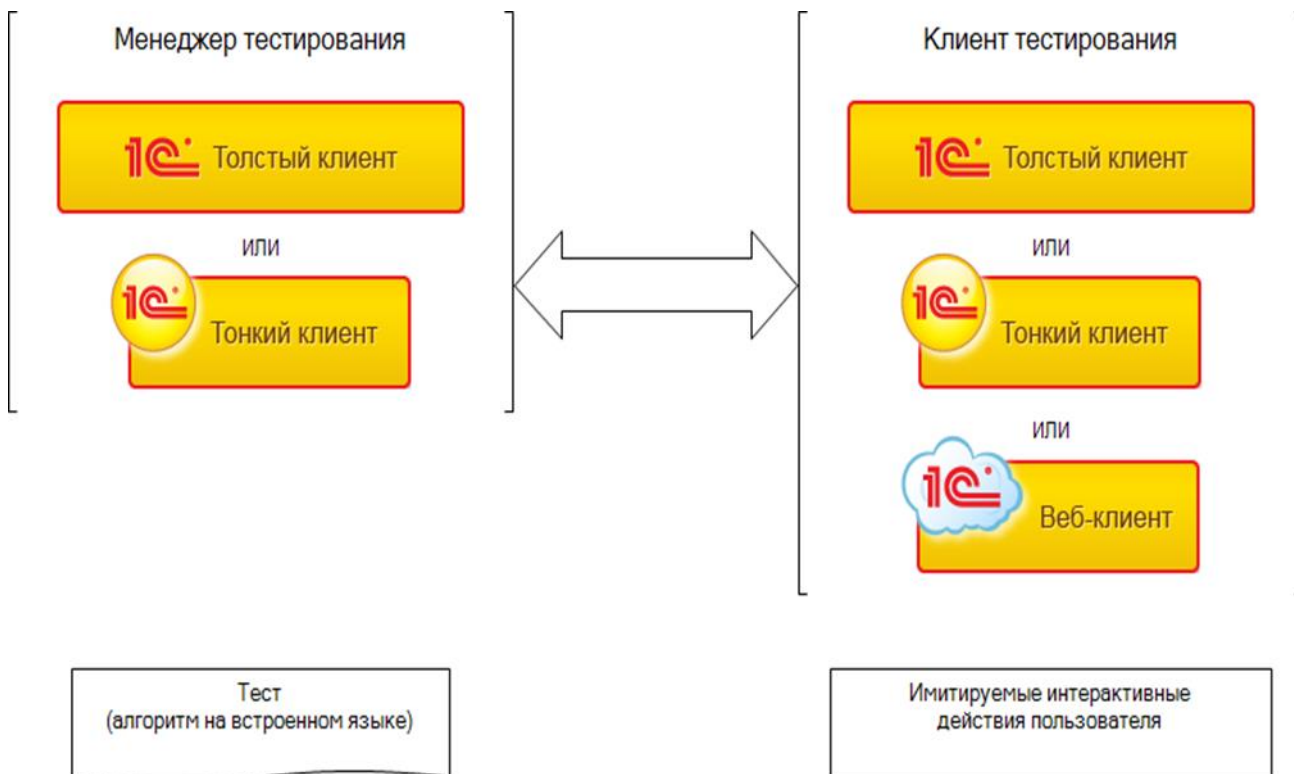 Менеджер тестирования
1С Толстый клиент
или
1С Тонкий клиент
Клиент тестирования
1С Толстый клиент
или
1С Тонкий клиент
или
1С Веб-клиент
Тест
(алгоритм на встроенном языке)
Имитируемые интерактивные
действия пользователя